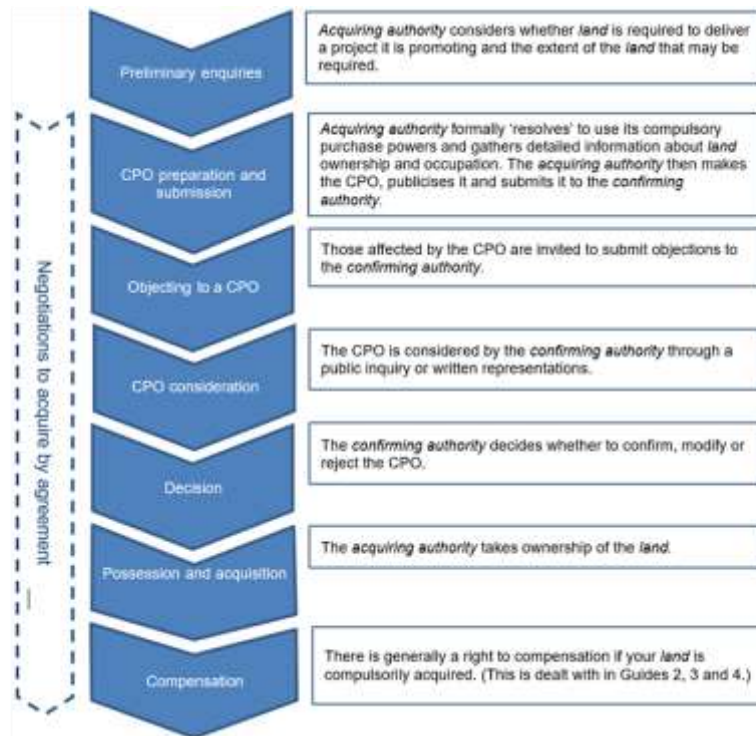 Preliminary enquiries
Acquiring authority considers whether land is required to deliver
a project it is promoting and the extent of the land that may be
required.
Negotiations to acquire by agreement
CPO preparation and
submission
Acquiring authority formally ‘resolves’ to use its compulsory
purchase powers and gathers detailed information about land
ownership and occupation. The acquiring authority then makes
the CPO, publicises it and submits it to the confirming
authority.
Objecting to a CPO
Those affected by the CPO are invited to submit objections to
the confirming authority.
CPO consideration
The CPO is considered by the confirming authority through a
public inquiry or written representations.
Decision
The confirming authority decides whether to confirm, modify or
reject the CPO.
Possession and acquisition
The acquiring authority takes ownership of the land.
Compensation
There is generally a right to compensation if your land is
compulsorily acquired. (This is dealt with in Guides 2, 3 and 4.)